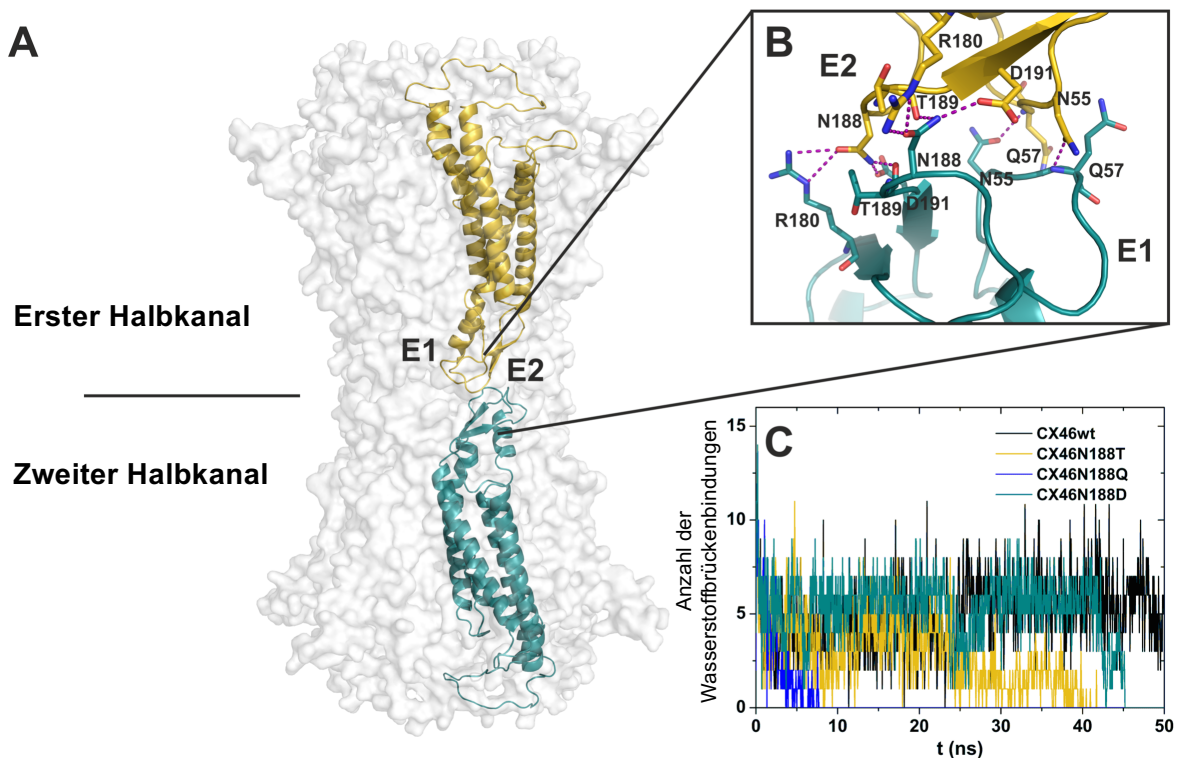 A
Erster Halbkanal
Zweiter Halbkanal
E1
E2
B
E2
R180
D191
T189
N55
N188
N188
Q57
Q57
N55
T189
D191
R180
E1
C
CX46wt
CX46N188T
CX46N188Q
CX46N188D
Anzahl der
Wasserstoffbrückenbindungen
15
10
5
0
0 10 20 30 40 50
t (ns)